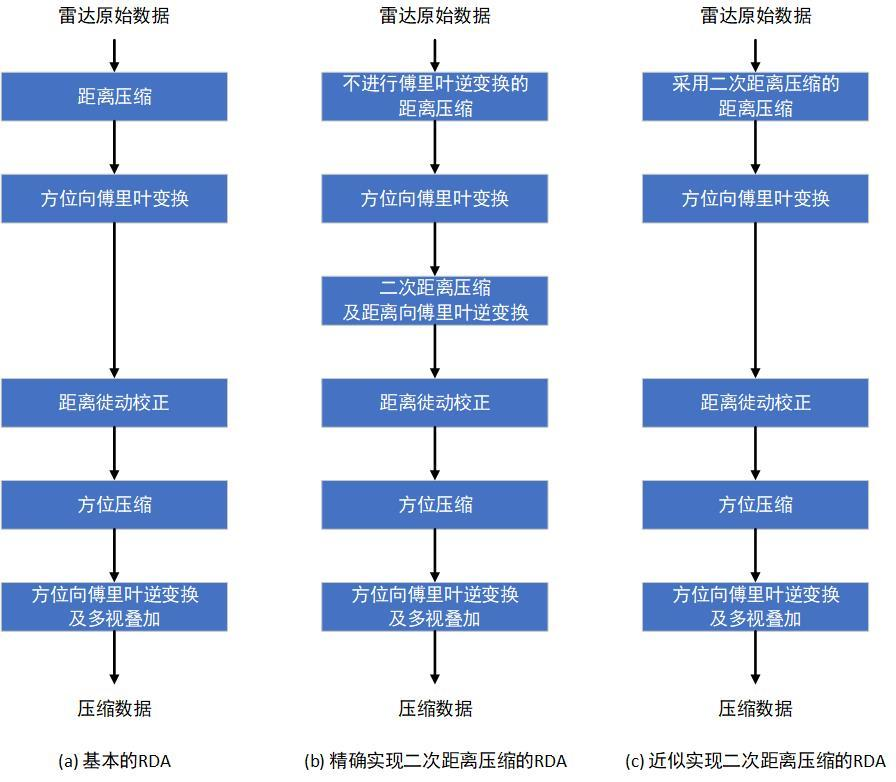 雷达原始数据
距离压缩
方位向傅里叶变换
距离徙动校正
方位压缩
方位向傅里叶逆变换
及多视叠加
压缩数据
(a) 基本的RDA
雷达原始数据
不进行傅里叶逆变换的
距离压缩
方位向傅里叶变换
二次距离压缩
及距离向傅里叶逆变换
距离徙动校正
方位压缩
方位向傅里叶逆变换
及多视叠加
压缩数据
(b) 精确实现二次距离压缩的RDA
雷达原始数据
采用二次距离压缩的
距离压缩
方位向傅里叶变换
距离徙动校正
方位压缩
方位向傅里叶逆变换
及多视叠加
压缩数据
(c) 近似实现二次距离压缩的RDA